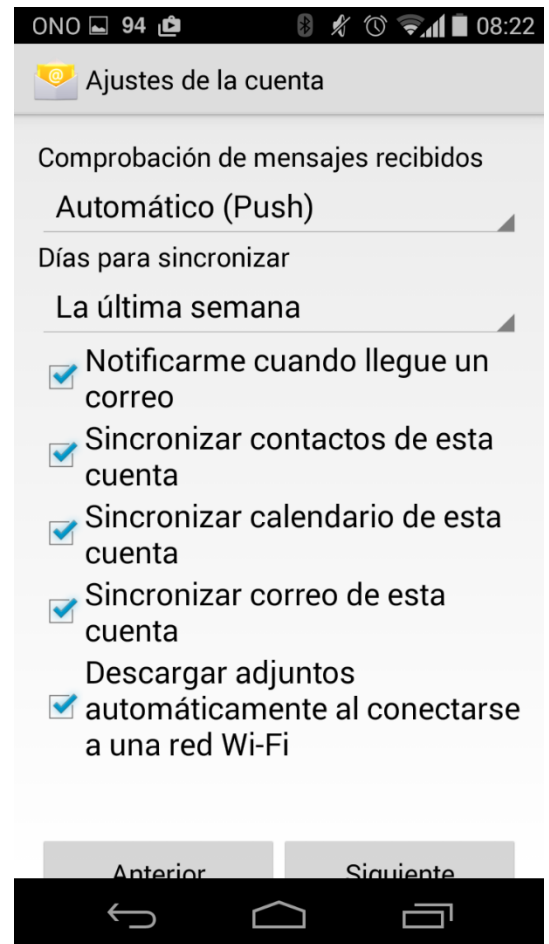 ONO 94 08:22
Ajustes de la cuenta
Comprobación de mensajes recibidos
Automático (Push)
Días para sincronizar
La última semana
Notificarme cuando llegue un
correo
Sincronizar contactos de esta
cuenta
Sincronizar calendario de esta
cuenta
Sincronizar correo de esta
cuenta
Descargar adjuntos
automáticamente al conectarse
a una red Wi-Fi
Anterior Siguiente